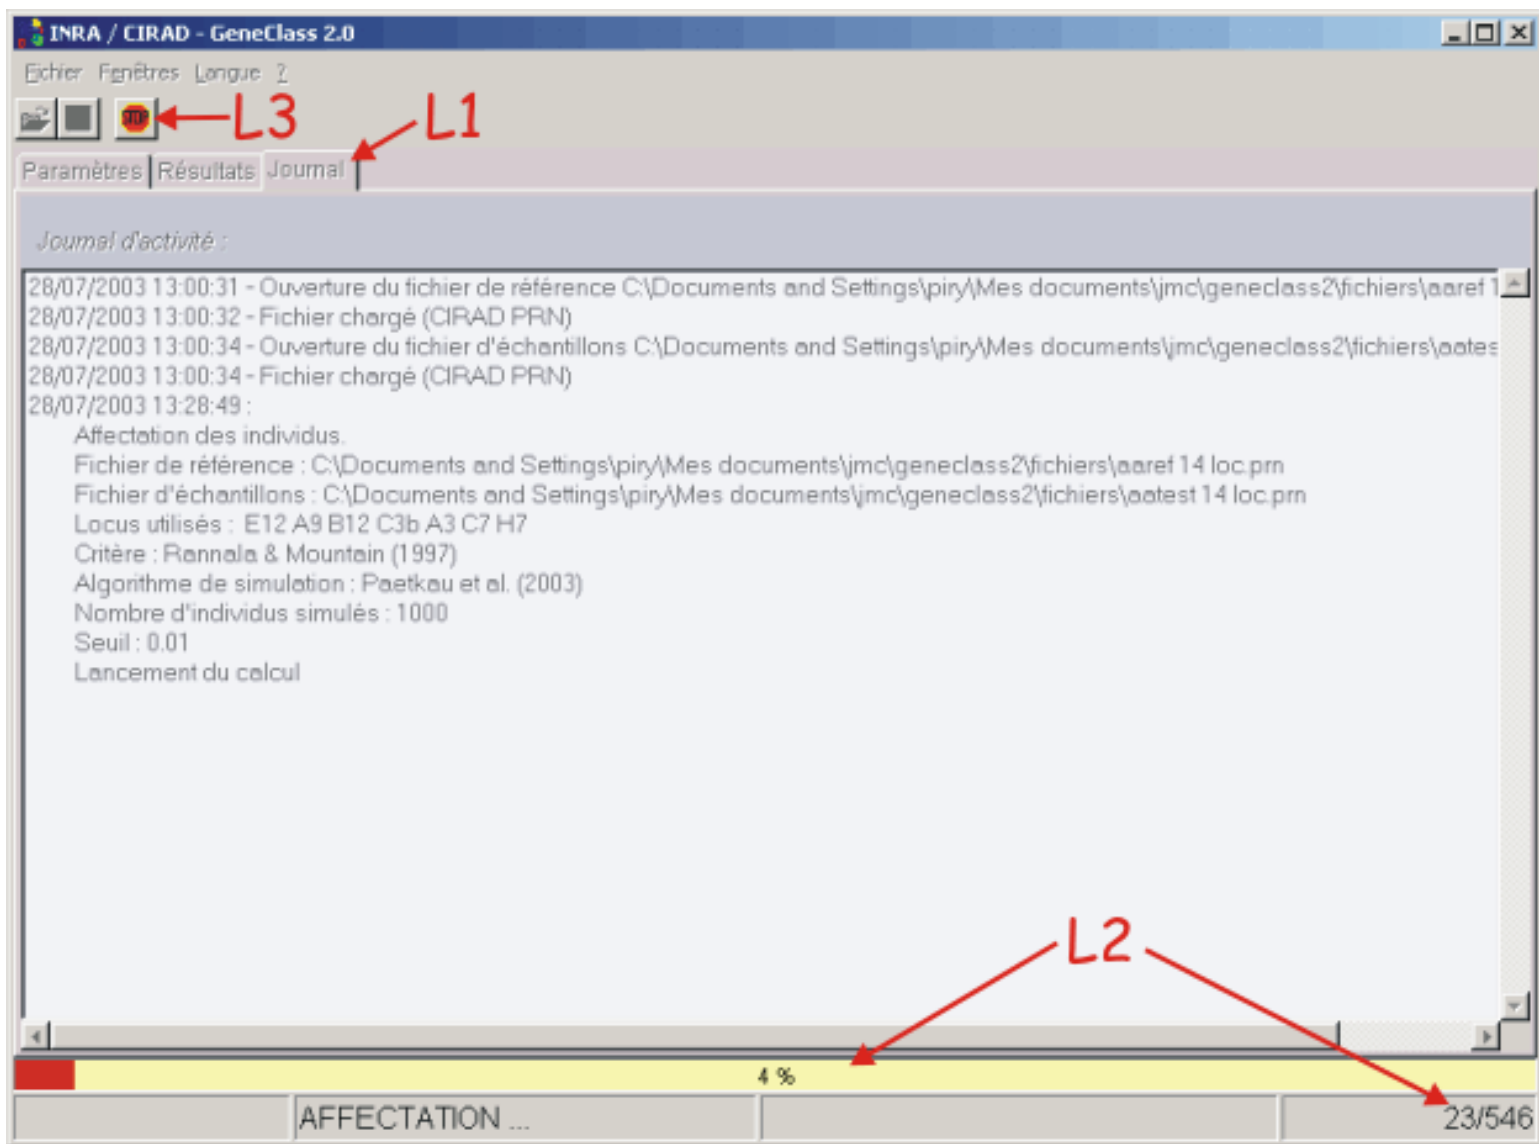 INRA / CIRAD - GeneClass 2.0
Fichier Fenêtres Langue ?
STOP L3 L1
Paramètres Résultats Journal
Journal d'activité :
28/07/2003 13:00:31 - Ouverture du fichier de référence C:\Documents and Settings\piry\Mes documents\jmc\geneclass2\fichiers\aaref 1
28/07/2003 13:00:32 - Fichier chargé (CIRAD PRN)
28/07/2003 13:00:34 - Ouverture du fichier d'échantillons C:\Documents and Settings\piry\Mes documents\jmc\geneclass2\fichiers\aates
28/07/2003 13:00:34 - Fichier chargé (CIRAD PRN)
28/07/2003 13:28:49 :
Affectation des individus.
Fichier de référence : C:\Documents and Settings\piry\Mes documents\jmc\geneclass2\fichiers\aaref 14 loc.prn
Fichier d'échantillons : C:\Documents and Settings\piry\Mes documents\jmc\geneclass2\fichiers\aatest 14 loc.prn
Locus utilisés : E12 A9 B12 C3b A3 C7 H7
Critère : Rannala & Mountain (1997)
Algorithme de simulation : Paetkau et al. (2003)
Nombre d'individus simulés : 1000
Seuil : 0.01
Lancement du calcul
L2
4 %
AFFECTATION ... 23/546